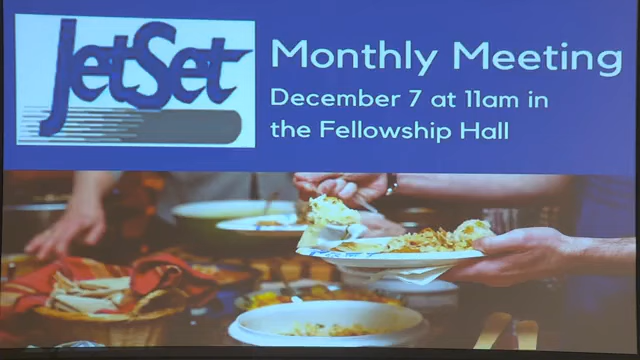 JetSet
Monthly Meeting
December 7 at 11am in
the Fellowship Hall